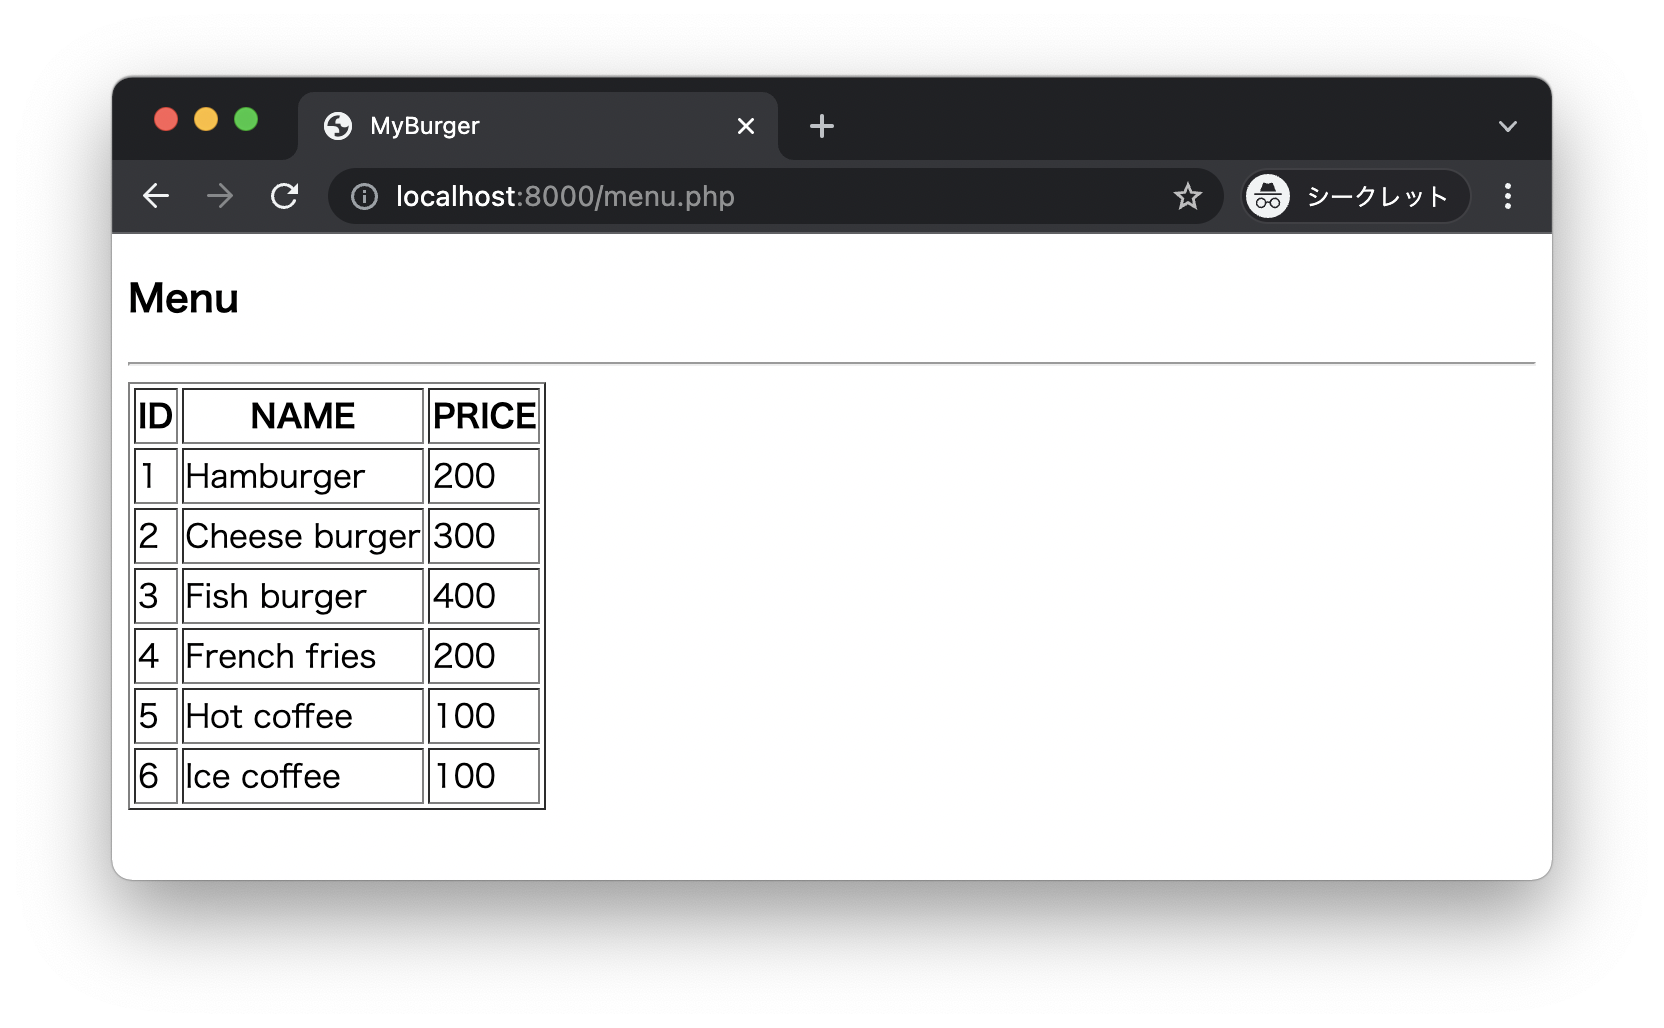 MyBurger
localhost:8000/menu.php シークレット
Menu
ID NAME PRICE
1 Hamburger 200
2 Cheese burger 300
3 Fish burger 400
4 French fries 200
5 Hot coffee 100
6 Ice coffee 100